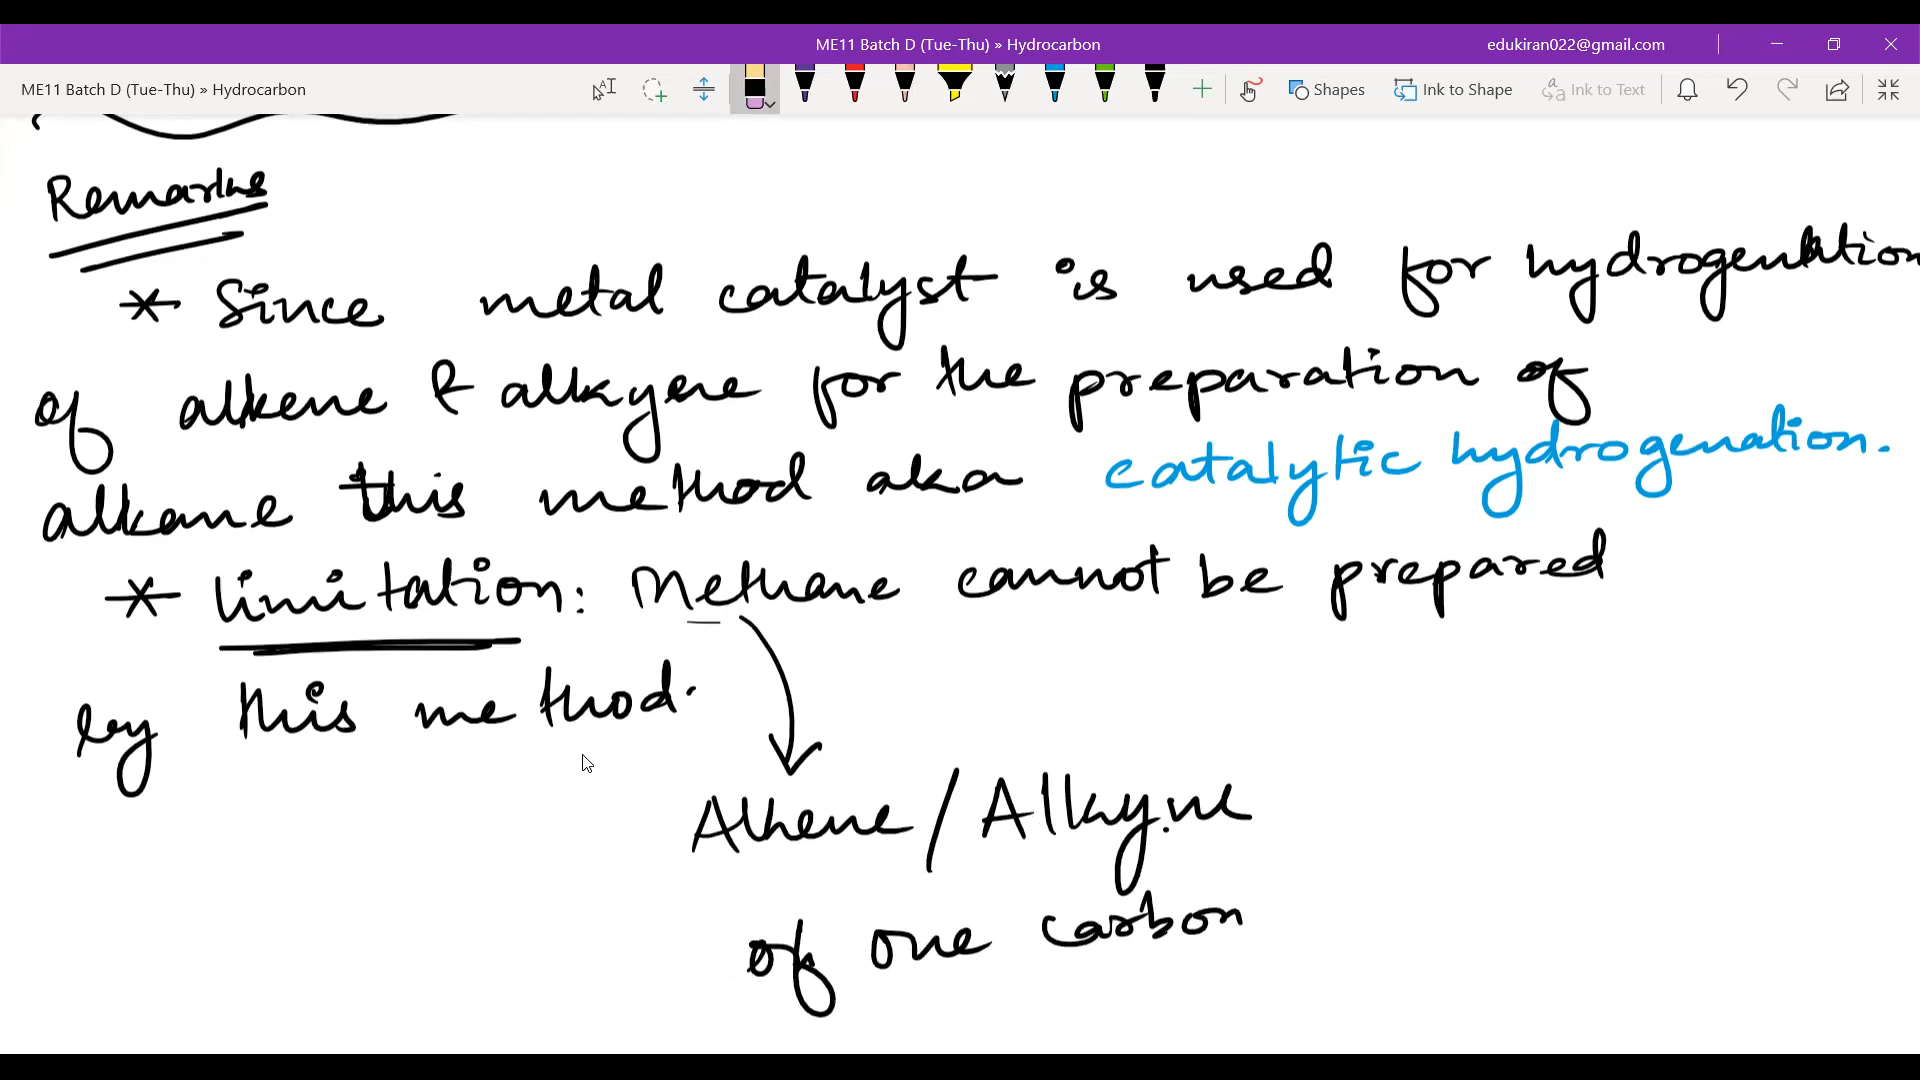 ME11 Batch D (Tue-Thu) » Hydrocarbon
edukiran022@gmail.com
ME11 Batch D (Tue-Thu) » Hydrocarbon
Shapes
Ink to Shape
Ink to Text
Remarks
* Since metal catalyst is used for hydrogenation
of alkene & alkyene for the preparation of
alkane this method aka catalytic hydrogenation.
* limitation: Methane cannot be prepared
by this method.
Alkene/Alkyne
of one carbon